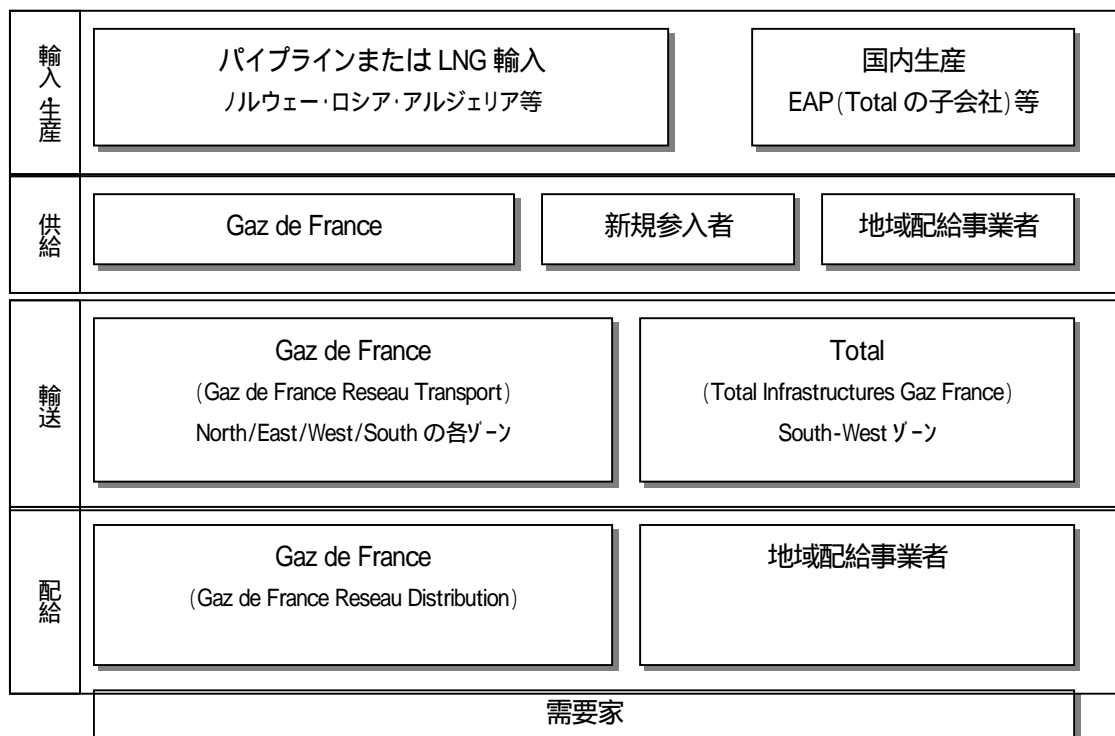 輸入・生産
パイプラインまたは LNG 輸入
ノルウェー・ロシア・アルジェリア等
国内生産
EAP(Total の子会社)等
供給
Gaz de France
新規参入者
地域配給事業者
輸送
Gaz de France
(Gaz de France Reseau Transport)
North/East/West/South の各ゾーン
Total
(Total Infrastructures Gaz France)
South-West ゾーン
配給
Gaz de France
(Gaz de France Reseau Distribution)
地域配給事業者
需要家